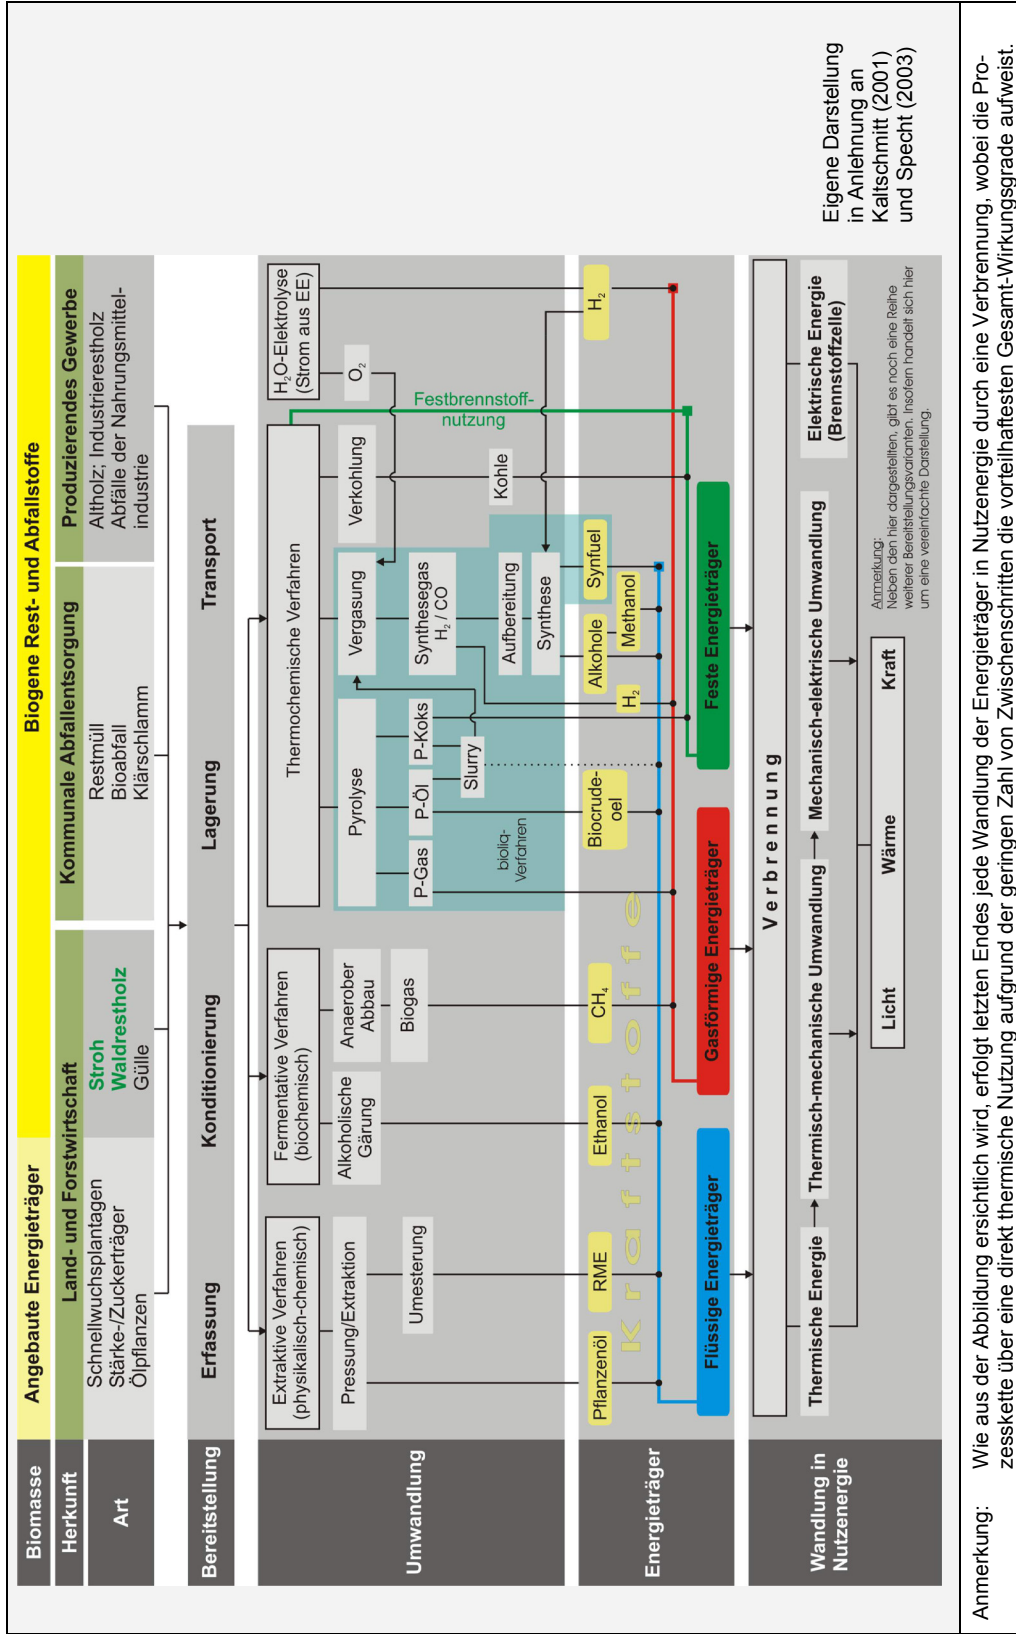 Biomasse
Angebaute Energieträger
Biogene Rest- und Abfallstoffe
Herkunft
Land- und Forstwirtschaft
Kommunale Abfallentsorgung
Produzierendes Gewerbe
Art
Schnellwuchsplantagen
Stärke-/Zuckerträger
Ölpflanzen
Stroh
Waldrestholz
Gülle
Restmüll
Bioabfall
Klärschlamm
Altholz; Industrierestholz
Abfälle der Nahrungsmittel-
industrie
Bereitstellung
Erfassung
Konditionierung
Lagerung
Transport
Umwandlung
Extraktive Verfahren
(physikalisch-chemisch)
Fermentative Verfahren
(biochemisch)
Thermochemische Verfahren
H₂O-Elektrolyse
(Strom aus EE)
Pressung/Extraktion
Umesterung
Alkoholische
Gärung
Anaerober
Abbau
Biogas
Pyrolyse
Vergasung
Verkohlung
O₂
P-Gas
P-Öl
P-Koks
Synthesegas
H₂ / CO
Slurry
Aufbereitung
Kohle
Synthese
bioliq-
Verfahren
Festbrennstoff-
nutzung
Energieträger
Pflanzenöl
RME
Ethanol
CH₄
Biocrude-
oel
H₂
Alkohole
Methanol
Synfuel
H₂
Kraftstoffe
Flüssige Energieträger
Gasförmige Energieträger
Feste Energieträger
Wandlung in
Nutzenergie
Verbrennung
Thermische Energie
Thermisch-mechanische Umwandlung
Mechanisch-elektrische Umwandlung
Elektrische Energie
(Brennstoffzelle)
Licht
Wärme
Kraft
Anmerkung:
Neben den hier dargestellten, gibt es noch eine Reihe
weiterer Bereitstellungsvarianten. Insofern handelt sich hier
um eine vereinfachte Darstellung.
Eigene Darstellung
in Anlehnung an
Kaltschmitt (2001)
und Specht (2003)
Anmerkung: Wie aus der Abbildung ersichtlich wird, erfolgt letzten Endes jede Wandlung der Energieträger in Nutzenergie durch eine Verbrennung, wobei die Pro-
zesskette über eine direkt thermische Nutzung aufgrund der geringen Zahl von Zwischenschritten die vorteilhaftesten Gesamt-Wirkungsgrade aufweist.